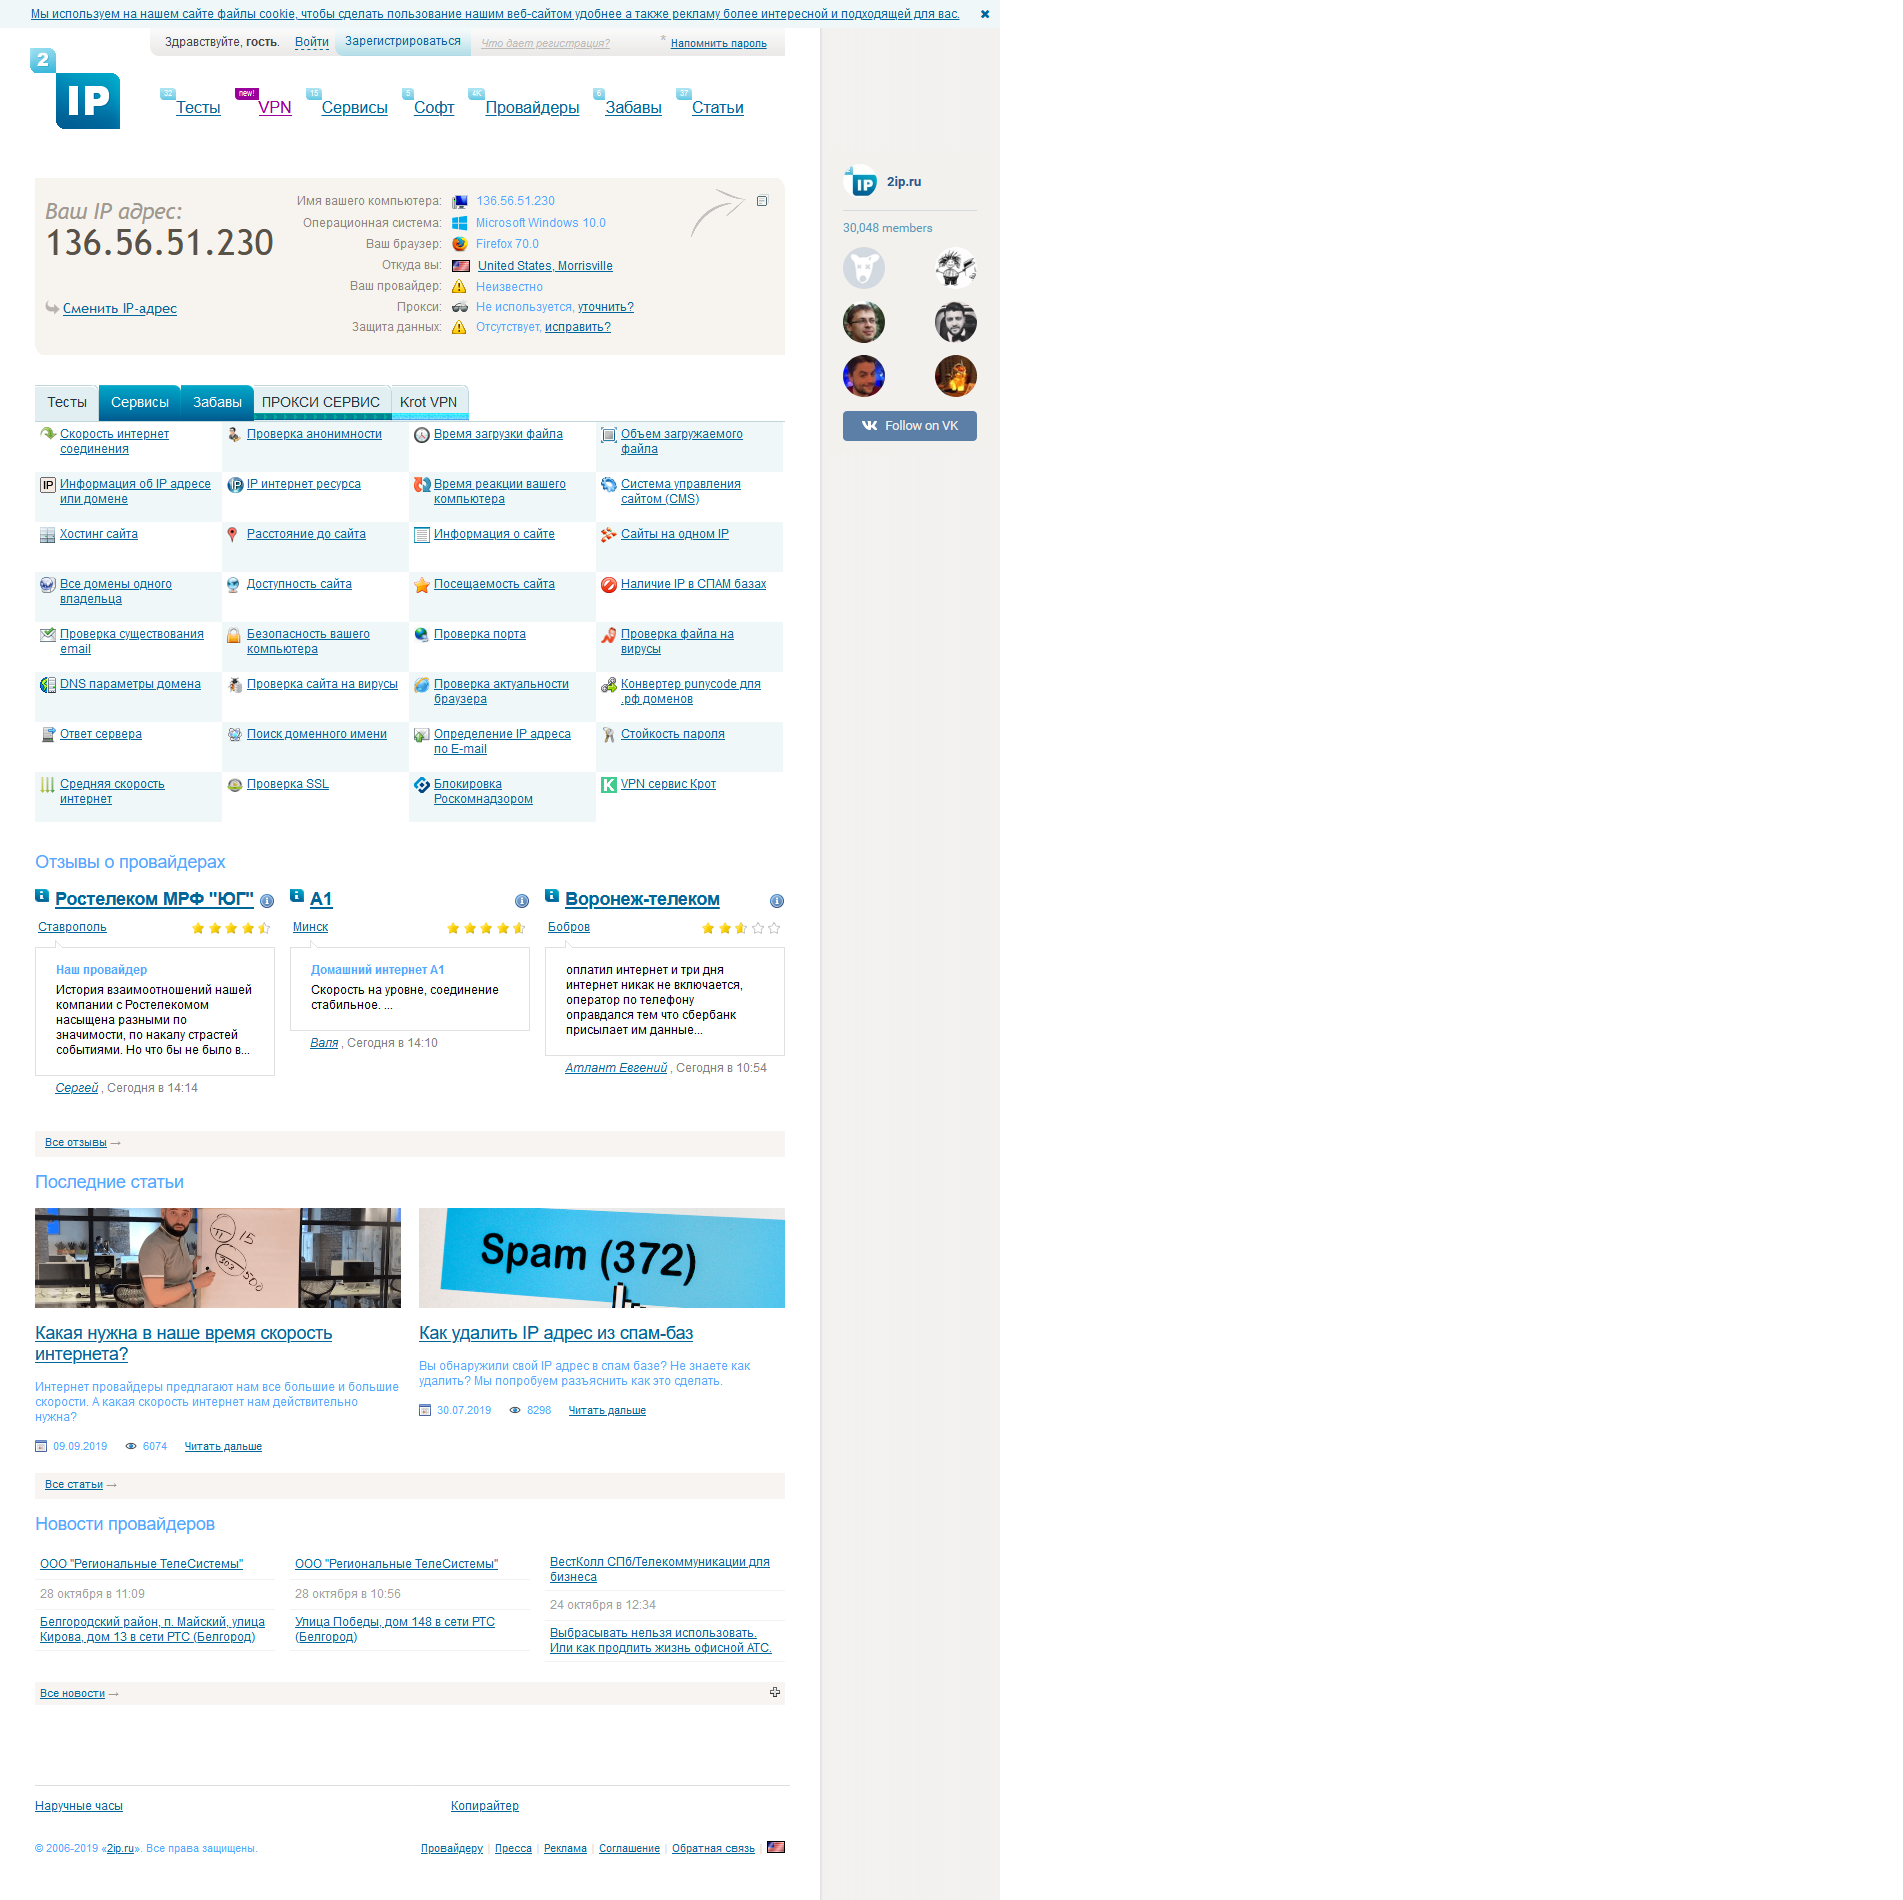 Мы используем на нашем сайте файлы cookie, чтобы сделать пользование нашим веб-сайтом удобнее а также рекламу более интересной и подходящей для вас.
Здравствуйте, гость. Войти Зарегистрироваться Что дает регистрация? * Напомнить пароль
2
IP
32 Тесты new! VPN 15 Сервисы 5 Софт 4K Провайдеры 6 Забавы 37 Статьи
Ваш IP адрес:
136.56.51.230
Сменить IP-адрес
Имя вашего компьютера: 136.56.51.230
Операционная система: Microsoft Windows 10.0
Ваш браузер: Firefox 70.0
Откуда вы: United States, Morrisville
Ваш провайдер: Неизвестно
Прокси: Не используется, уточнить?
Защита данных: Отсутствует, исправить?
IP 2ip.ru
30,048 members
Follow on VK
Тесты Сервисы Забавы ПРОКСИ СЕРВИС Krot VPN
Скорость интернет
соединения
Проверка анонимности
Время загрузки файла
Объем загружаемого
файла
Информация об IP адресе
или домене
IP интернет ресурса
Время реакции вашего
компьютера
Система управления
сайтом (CMS)
Хостинг сайта
Расстояние до сайта
Информация о сайте
Сайты на одном IP
Все домены одного
владельца
Доступность сайта
Посещаемость сайта
Наличие IP в СПАМ базах
Проверка существования
email
Безопасность вашего
компьютера
Проверка порта
Проверка файла на
вирусы
DNS параметры домена
Проверка сайта на вирусы
Проверка актуальности
браузера
Конвертер punycode для
.рф доменов
Ответ сервера
Поиск доменного имени
Определение IP адреса
по E-mail
Стойкость пароля
Средняя скорость
интернет
Проверка SSL
Блокировка
Роскомнадзором
VPN сервис Крот
Отзывы о провайдерах
Ростелеком МРФ "ЮГ"
Ставрополь
Наш провайдер
История взаимоотношений нашей
компании с Ростелекомом
насыщена разными по
значимости, по накалу страстей
событиями. Но что бы не было в...
Сергей , Сегодня в 14:14
А1
Минск
Домашний интернет А1
Скорость на уровне, соединение
стабильное. ...
Валя , Сегодня в 14:10
Воронеж-телеком
Бобров
оплатил интернет и три дня
интернет никак не включается,
оператор по телефону
оправдался тем что сбербанк
присылает им данные...
Атлант Евгений , Сегодня в 10:54
Все отзывы →
Последние статьи
11 15
303 500
Какая нужна в наше время скорость
интернета?
Интернет провайдеры предлагают нам все большие и большие
скорости. А какая скорость интернет нам действительно
нужна?
09.09.2019 6074 Читать дальше
Spam (372)
Как удалить IP адрес из спам-баз
Вы обнаружили свой IP адрес в спам базе? Не знаете как
удалить? Мы попробуем разъяснить как это сделать.
30.07.2019 8298 Читать дальше
Все статьи →
Новости провайдеров
ООО "Региональные ТелеСистемы"
28 октября в 11:09
Белгородский район, п. Майский, улица
Кирова, дом 13 в сети РТС (Белгород)
ООО "Региональные ТелеСистемы"
28 октября в 10:56
Улица Победы, дом 148 в сети РТС
(Белгород)
ВестКолл СПб/Телекоммуникации для
бизнеса
24 октября в 12:34
Выбрасывать нельзя использовать.
Или как продлить жизнь офисной АТС.
Все новости →
Наручные часы Копирайтер
© 2006-2019 «2ip.ru». Все права защищены. Провайдеру | Пресса | Реклама | Соглашение | Обратная связь |